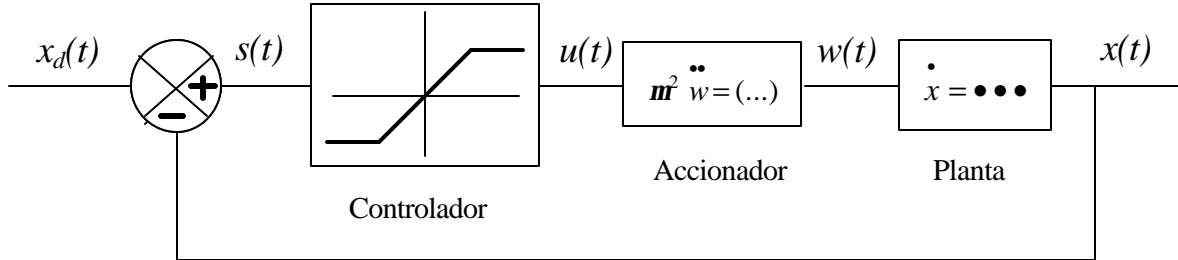 x_d(t)
s(t)
u(t)
w(t)
x(t)
+
−
m² ẅ = (...)
ẋ = •••
Controlador
Accionador
Planta